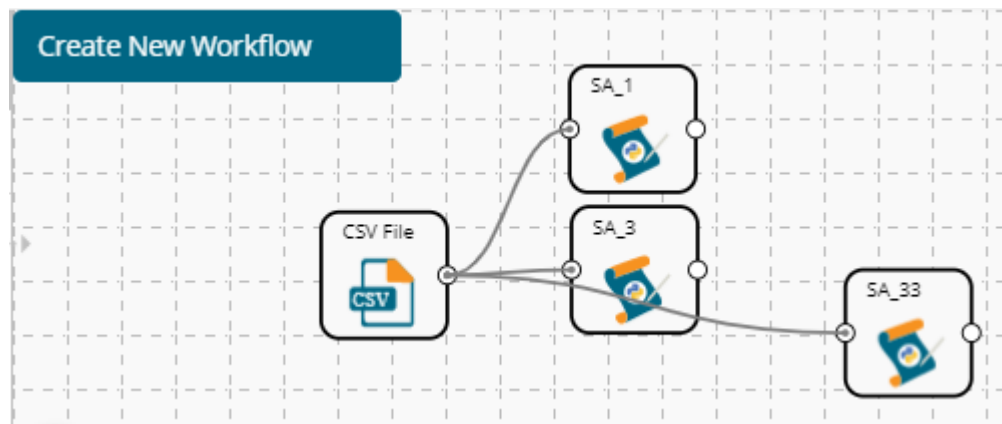 Create New Workflow
SA_1
CSV File
CSV
SA_3
SA_33